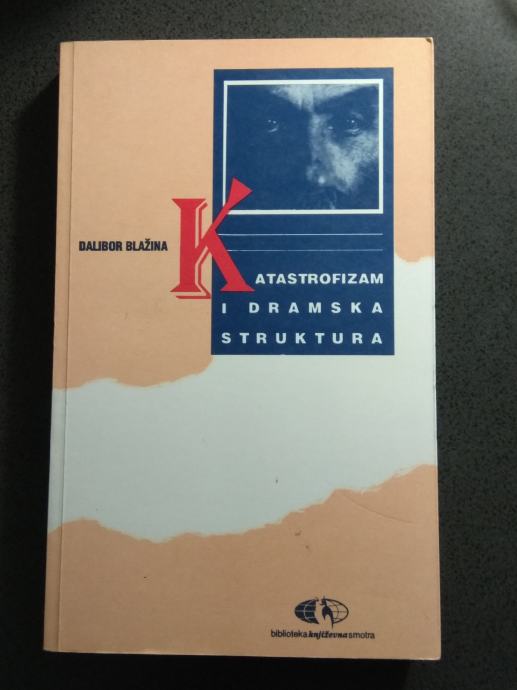 DALIBOR BLAŽINA
KATASTROFIZAM
I DRAMSKA
STRUKTURA
biblioteka književna smotra